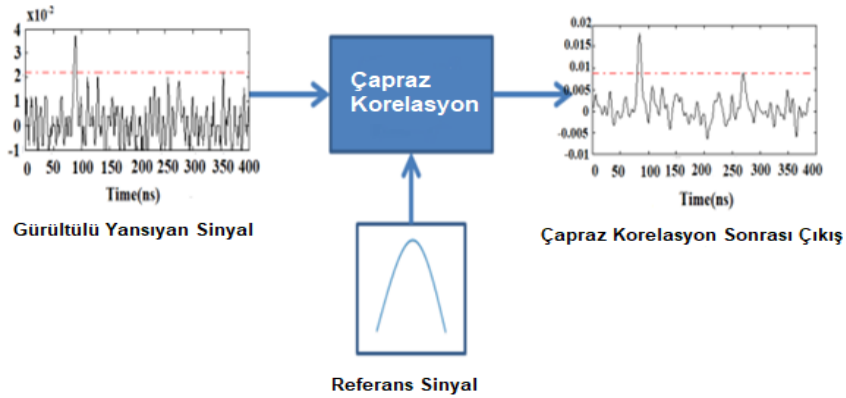 x10⁻²
4
3
2
1
0
-1
0 50 100 150 200 250 300 350 400
Time(ns)
Gürültülü Yansıyan Sinyal
Çapraz
Korelasyon
Referans Sinyal
0.02
0.015
0.01
0.005
0
-0.005
-0.01
0 50 100 150 200 250 300 350 400
Time(ns)
Çapraz Korelasyon Sonrası Çıkış